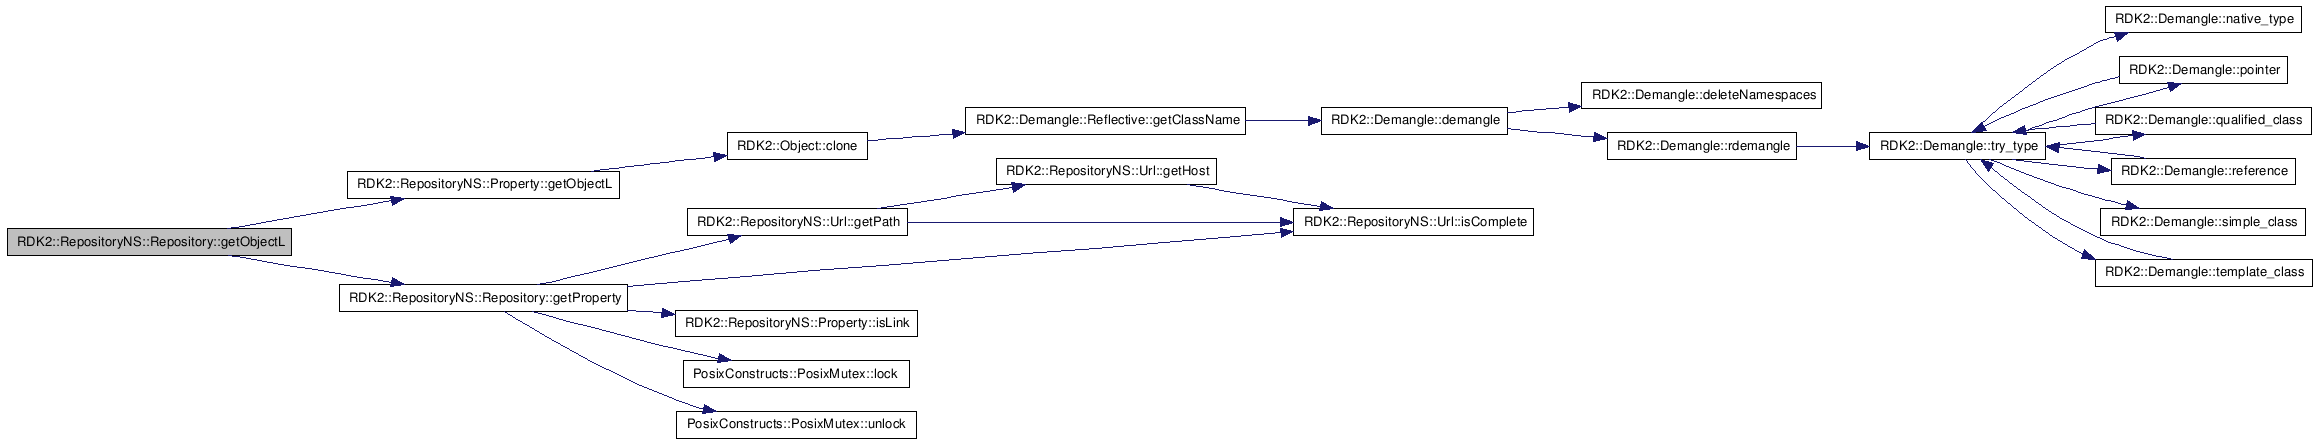 RDK2::Demangle::native_type
RDK2::Demangle::pointer
RDK2::Demangle::deleteNamespaces
RDK2::Demangle::Reflective::getClassName
RDK2::Demangle::demangle
RDK2::Demangle::qualified_class
RDK2::Object::clone
RDK2::Demangle::rdemangle
RDK2::Demangle::try_type
RDK2::RepositoryNS::Url::getHost
RDK2::Demangle::reference
RDK2::RepositoryNS::Property::getObjectL
RDK2::RepositoryNS::Url::getPath
RDK2::RepositoryNS::Url::isComplete
RDK2::Demangle::simple_class
RDK2::RepositoryNS::Repository::getObjectL
RDK2::Demangle::template_class
RDK2::RepositoryNS::Repository::getProperty
RDK2::RepositoryNS::Property::isLink
PosixConstructs::PosixMutex::lock
PosixConstructs::PosixMutex::unlock